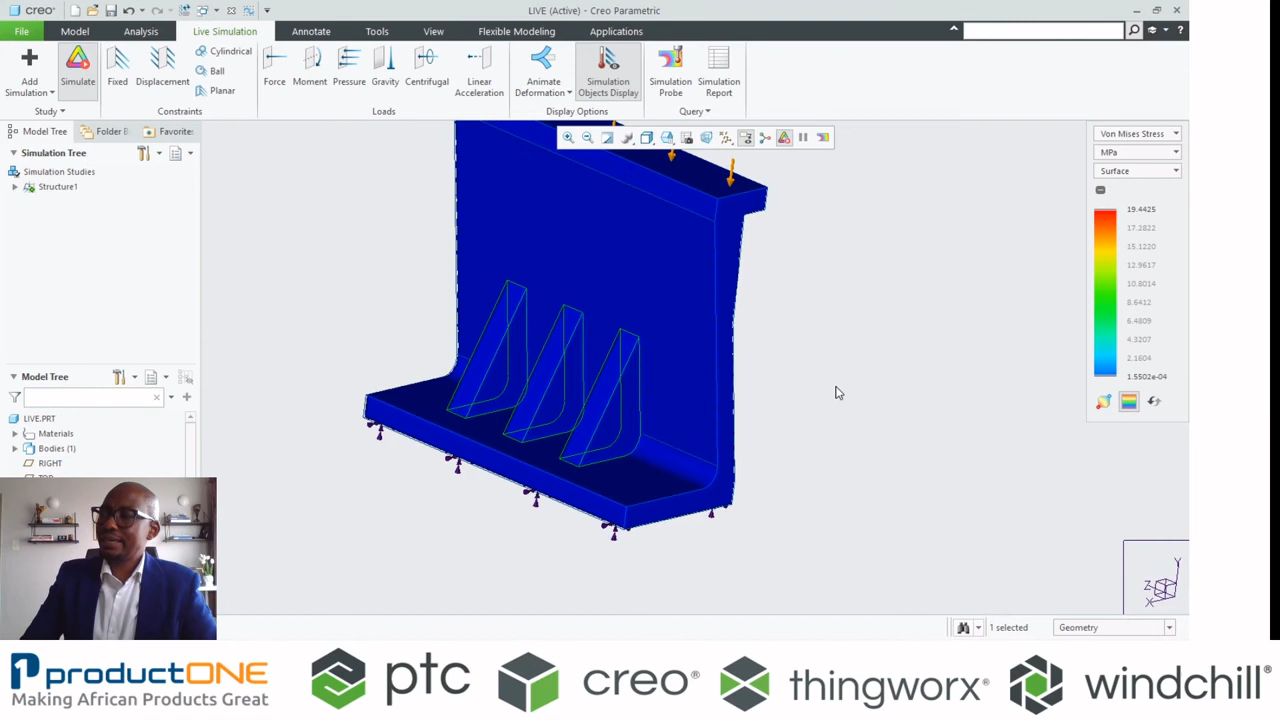 creo
LIVE (Active) - Creo Parametric
File Model Analysis Live Simulation Annotate Tools View Flexible Modeling Applications
Add Simulation
Simulate
Fixed
Displacement
Cylindrical
Ball
Planar
Force
Moment
Pressure
Gravity
Centrifugal
Linear Acceleration
Animate Deformation
Simulation Objects Display
Simulation Probe
Simulation Report
Study
Constraints
Loads
Display Options
Query
Model Tree
Folder B
Favorites
Simulation Tree
Simulation Studies
Structure1
Model Tree
LIVE.PRT
Materials
Bodies (1)
RIGHT
Von Mises Stress
MPa
Surface
19.4425
17.2822
15.1220
12.9617
10.8014
8.6412
6.4809
4.3207
2.1604
1.5502e-04
Y
Z
X
1 selected
Geometry
productONE
Making African Products Great
ptc
creo®
thingworx®
windchill®